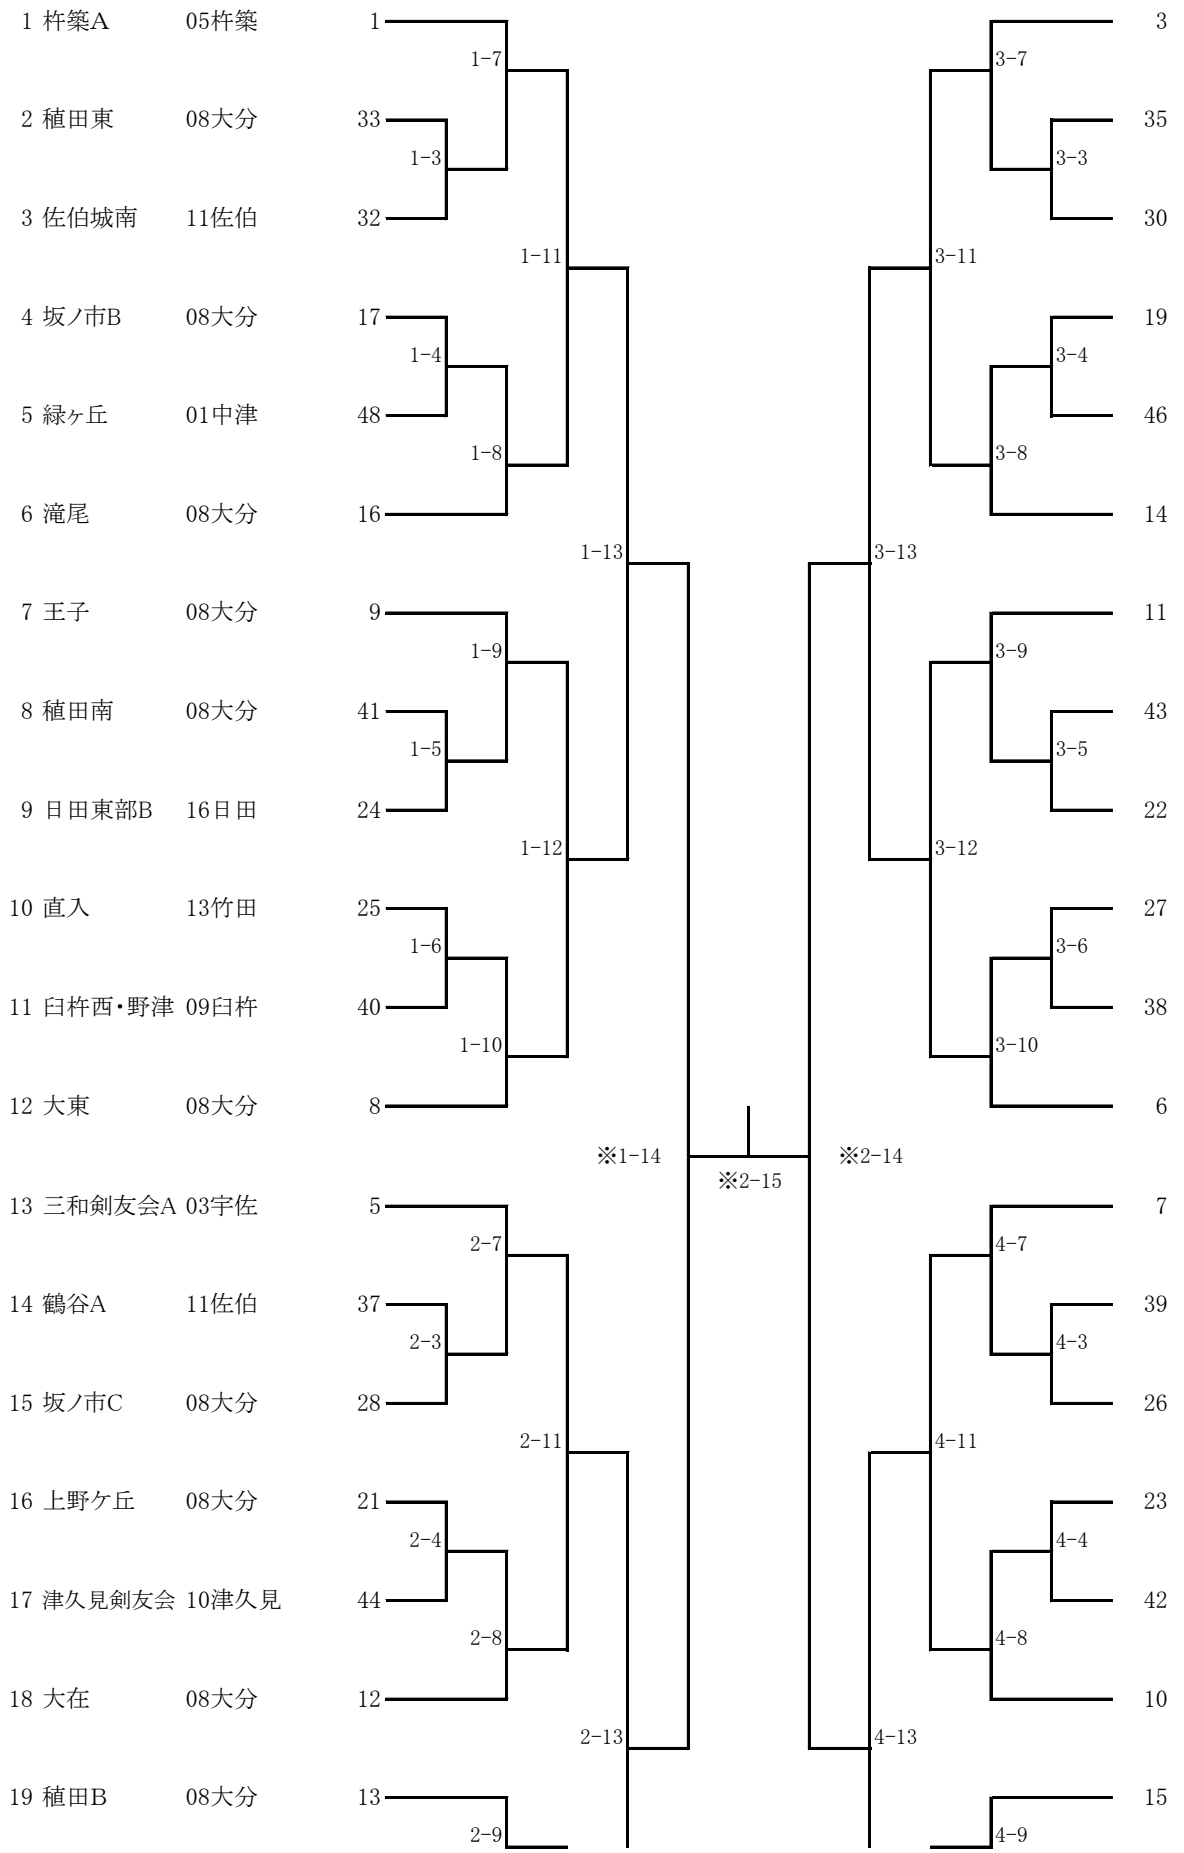 1 杵築A 05杵築 1 3
1-7 3-7
2 稙田東 08大分 33 35
1-3 3-3
3 佐伯城南 11佐伯 32 30
1-11 3-11
4 坂ノ市B 08大分 17 19
1-4 3-4
5 緑ヶ丘 01中津 48 46
1-8 3-8
6 滝尾 08大分 16 14
1-13 3-13
7 王子 08大分 9 11
1-9 3-9
8 稙田南 08大分 41 43
1-5 3-5
9 日田東部B 16日田 24 22
1-12 3-12
10 直入 13竹田 25 27
1-6 3-6
11 臼杵西・野津 09臼杵 40 38
1-10 3-10
12 大東 08大分 8 6
※1-14 ※2-14
※2-15
13 三和剣友会A 03宇佐 5 7
2-7 4-7
14 鶴谷A 11佐伯 37 39
2-3 4-3
15 坂ノ市C 08大分 28 26
2-11 4-11
16 上野ケ丘 08大分 21 23
2-4 4-4
17 津久見剣友会 10津久見 44 42
2-8 4-8
18 大在 08大分 12 10
2-13 4-13
19 稙田B 08大分 13 15
2-9 4-9